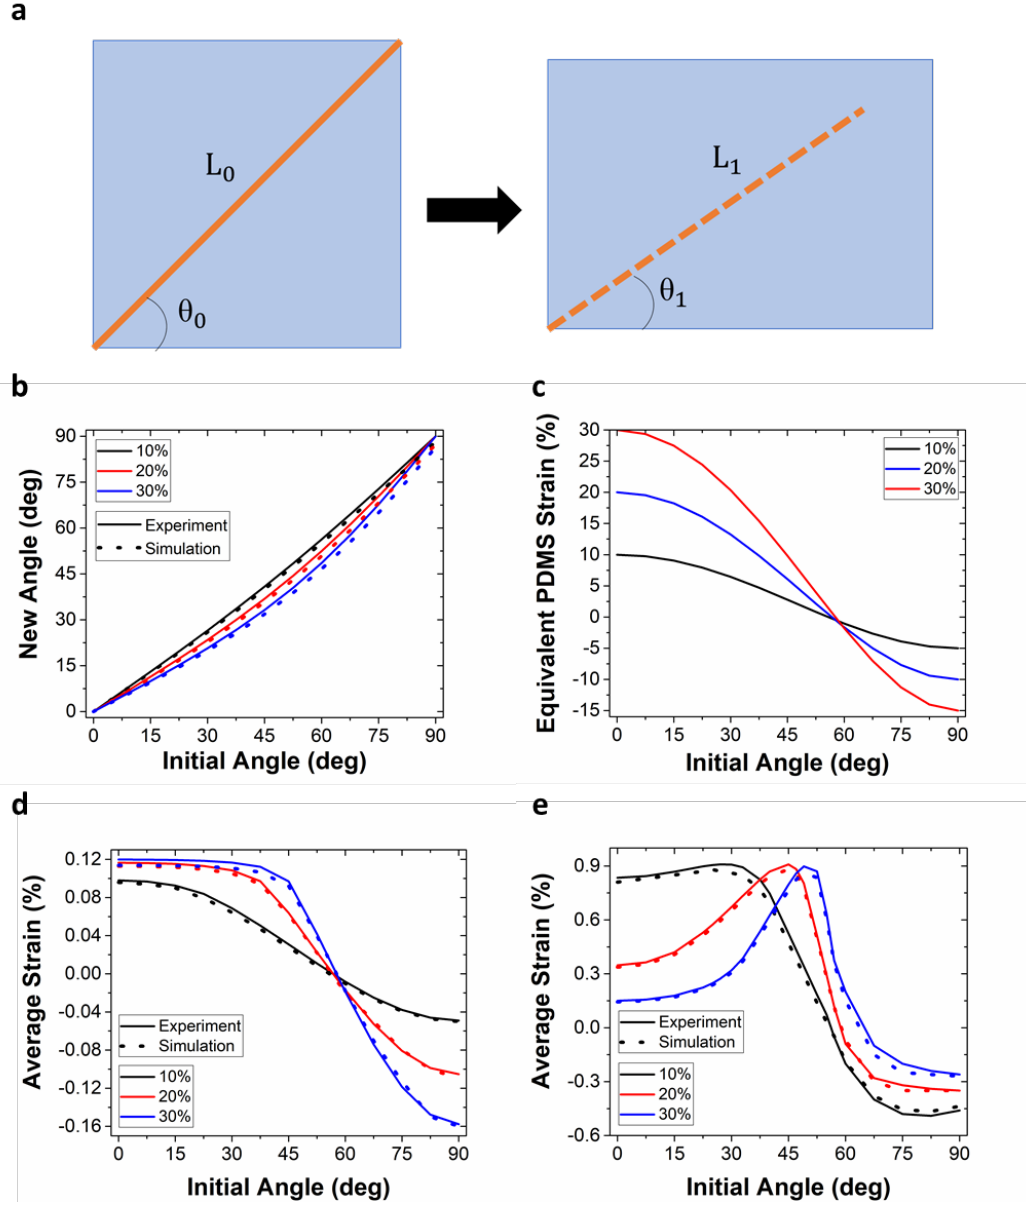 a
L0
θ0
L1
θ1
b
New Angle (deg)
90
75
60
45
30
15
0
10%
20%
30%
Experiment
Simulation
0 15 30 45 60 75 90
Initial Angle (deg)
c
Equivalent PDMS Strain (%)
30
25
20
15
10
5
0
-5
-10
-15
10%
20%
30%
0 15 30 45 60 75 90
Initial Angle (deg)
d
Average Strain (%)
0.12
0.08
0.04
0.00
-0.04
-0.08
-0.12
-0.16
Experiment
Simulation
10%
20%
30%
0 15 30 45 60 75 90
Initial Angle (deg)
e
Average Strain (%)
0.9
0.6
0.3
0.0
-0.3
-0.6
Experiment
Simulation
10%
20%
30%
0 15 30 45 60 75 90
Initial Angle (deg)